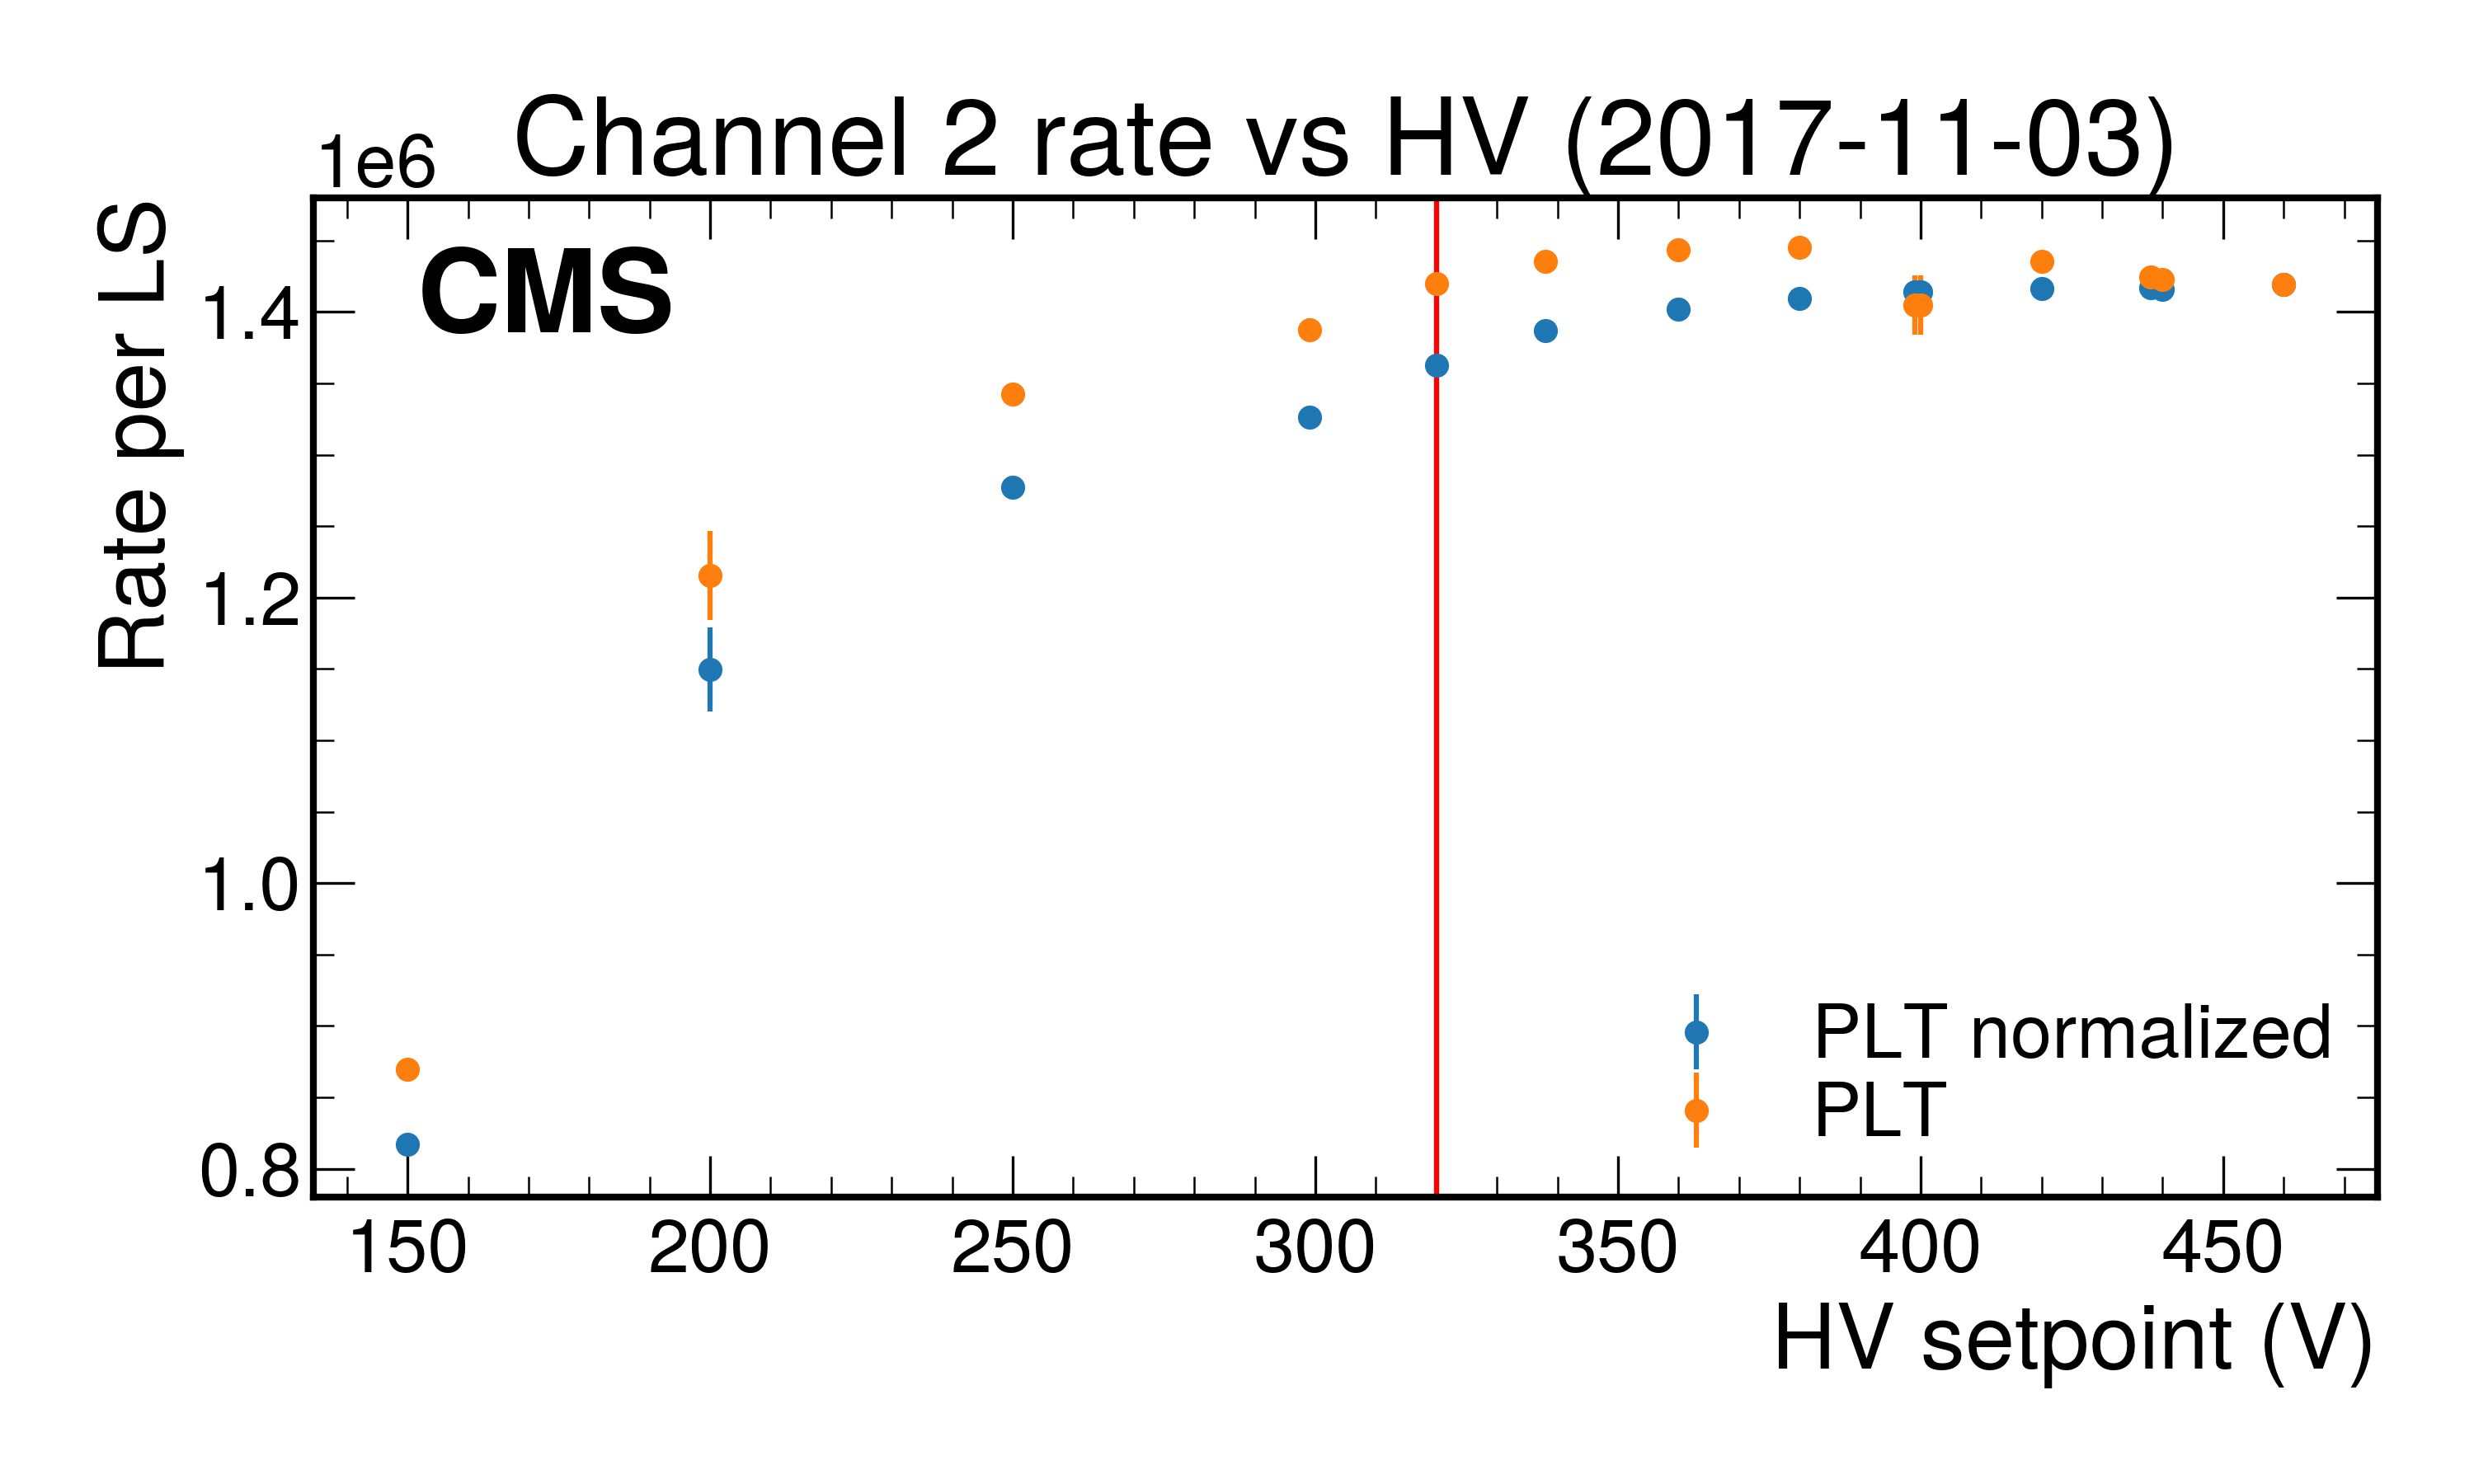 Channel 2 rate vs HV (2017-11-03)
1e6
CMS
Rate per LS
1.4
1.2
1.0
0.8
PLT normalized
PLT
150 200 250 300 350 400 450
HV setpoint (V)